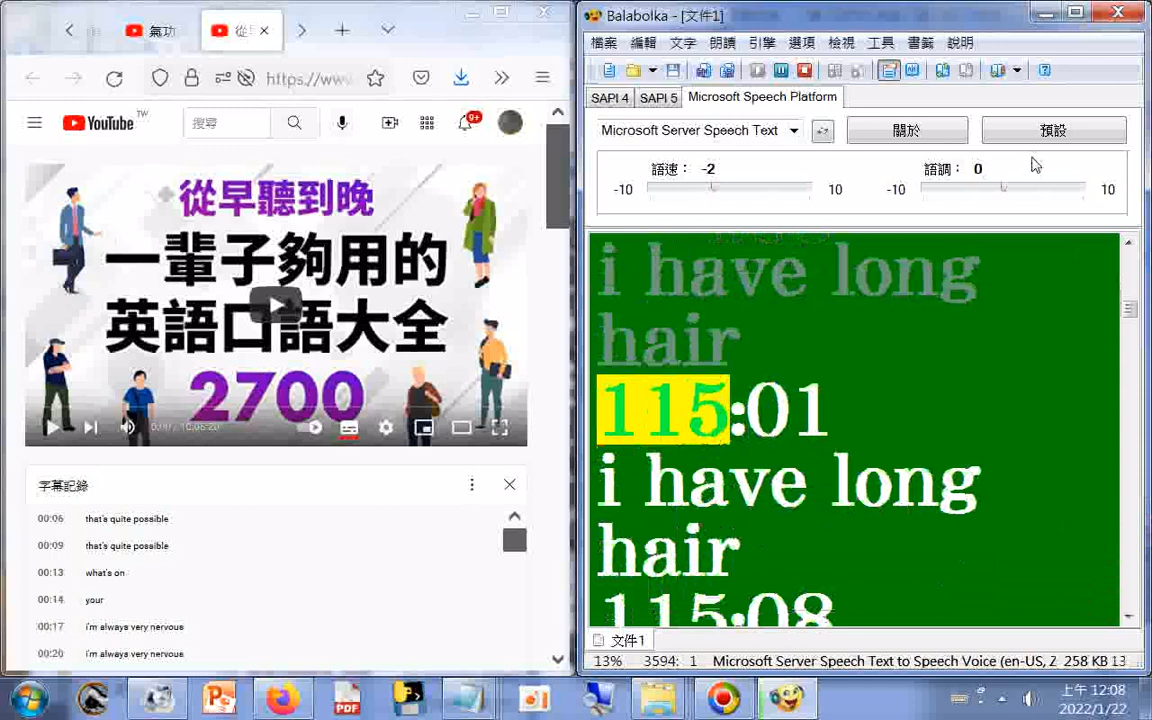 氣功
從!
https://www
YouTube TW
搜尋
9+
從早聽到晚
一輩子夠用的
英語口語大全
2700
字幕記錄
00:06 that's quite possible
00:09 that's quite possible
00:13 what's on
00:14 your
00:17 i'm always very nervous
00:20 i'm always very nervous
Balabolka - [文件1]
檔案 編輯 文字 朗讀 引擎 選項 檢視 工具 書籤 說明
SAPI 4 SAPI 5 Microsoft Speech Platform
Microsoft Server Speech Text 關於 預設
語速： -2 語調： 0
-10 10 -10 10
i have long
hair
115:01
i have long
hair
115:08
文件1
13% 3594: 1 Microsoft Server Speech Text to Speech Voice (en-US, Z 258 KB 13
PDF
上午 12:08
2022/1/22